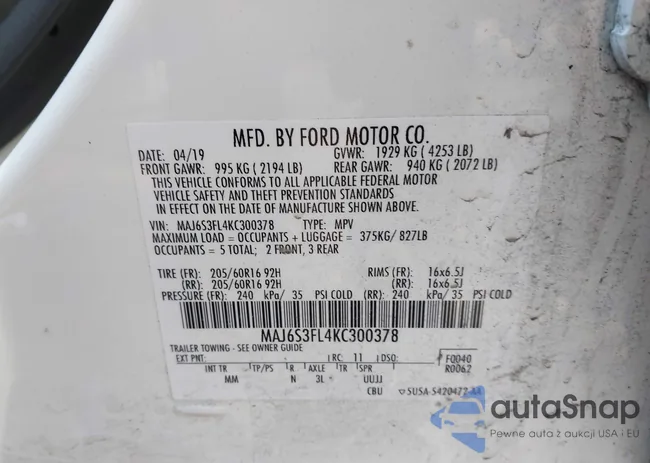 MFD. BY FORD MOTOR CO.
DATE: 04/19 GVWR: 1929 KG ( 4253 LB)
FRONT GAWR: 995 KG ( 2194 LB) REAR GAWR: 940 KG ( 2072 LB)
THIS VEHICLE CONFORMS TO ALL APPLICABLE FEDERAL MOTOR
VEHICLE SAFETY AND THEFT PREVENTION STANDARDS
IN EFFECT ON THE DATE OF MANUFACTURE SHOWN ABOVE.
VIN: MAJ6S3FL4KC300378 TYPE: MPV
MAXIMUM LOAD = OCCUPANTS + LUGGAGE = 375KG/ 827LB
OCCUPANTS = 5 TOTAL; 2 FRONT, 3 REAR
TIRE (FR): 205/60R16 92H RIMS (FR): 16x6.5J
(RR): 205/60R16 92H (RR): 16x6.5J
PRESSURE (FR): 240 kPa/ 35 PSI COLD (RR): 240 kPa/ 35 PSI COLD
MAJ6S3FL4KC300378
TRAILER TOWING - SEE OWNER GUIDE
EXT PNT: RC: 11 DSO: F0040
INT TR TP/PS R AXLE TR SPR R0062
MM N 3L UUJJ
CBU 5USA-5420472-AA
autaSnap
Pewne auta z aukcji USA i EU